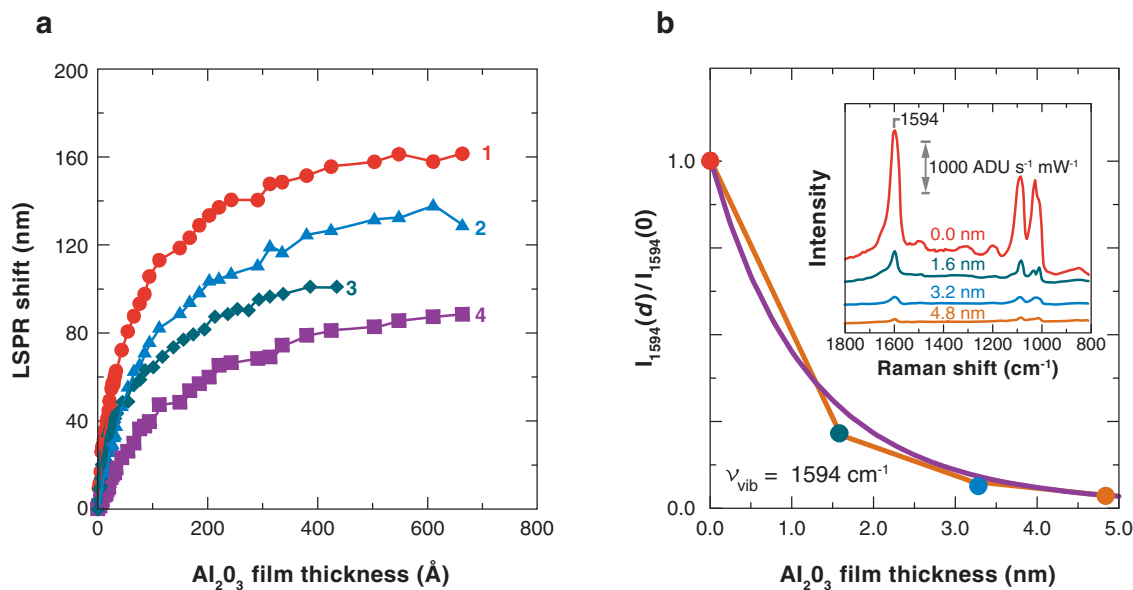 a
200
160
120
80
40
0
LSPR shift (nm)
1
2
3
4
0
200
400
600
800
Al₂0₃ film thickness (Å)
b
1.0
0.0
I₁₅₉₄(d) / I₁₅₉₄(0)
𝜈vib = 1594 cm⁻¹
0.0
1.0
2.0
3.0
4.0
5.0
Al₂0₃ film thickness (nm)
1594
1000 ADU s⁻¹ mW⁻¹
0.0 nm
1.6 nm
3.2 nm
4.8 nm
Intensity
1800
1600
1400
1200
1000
800
Raman shift (cm⁻¹)